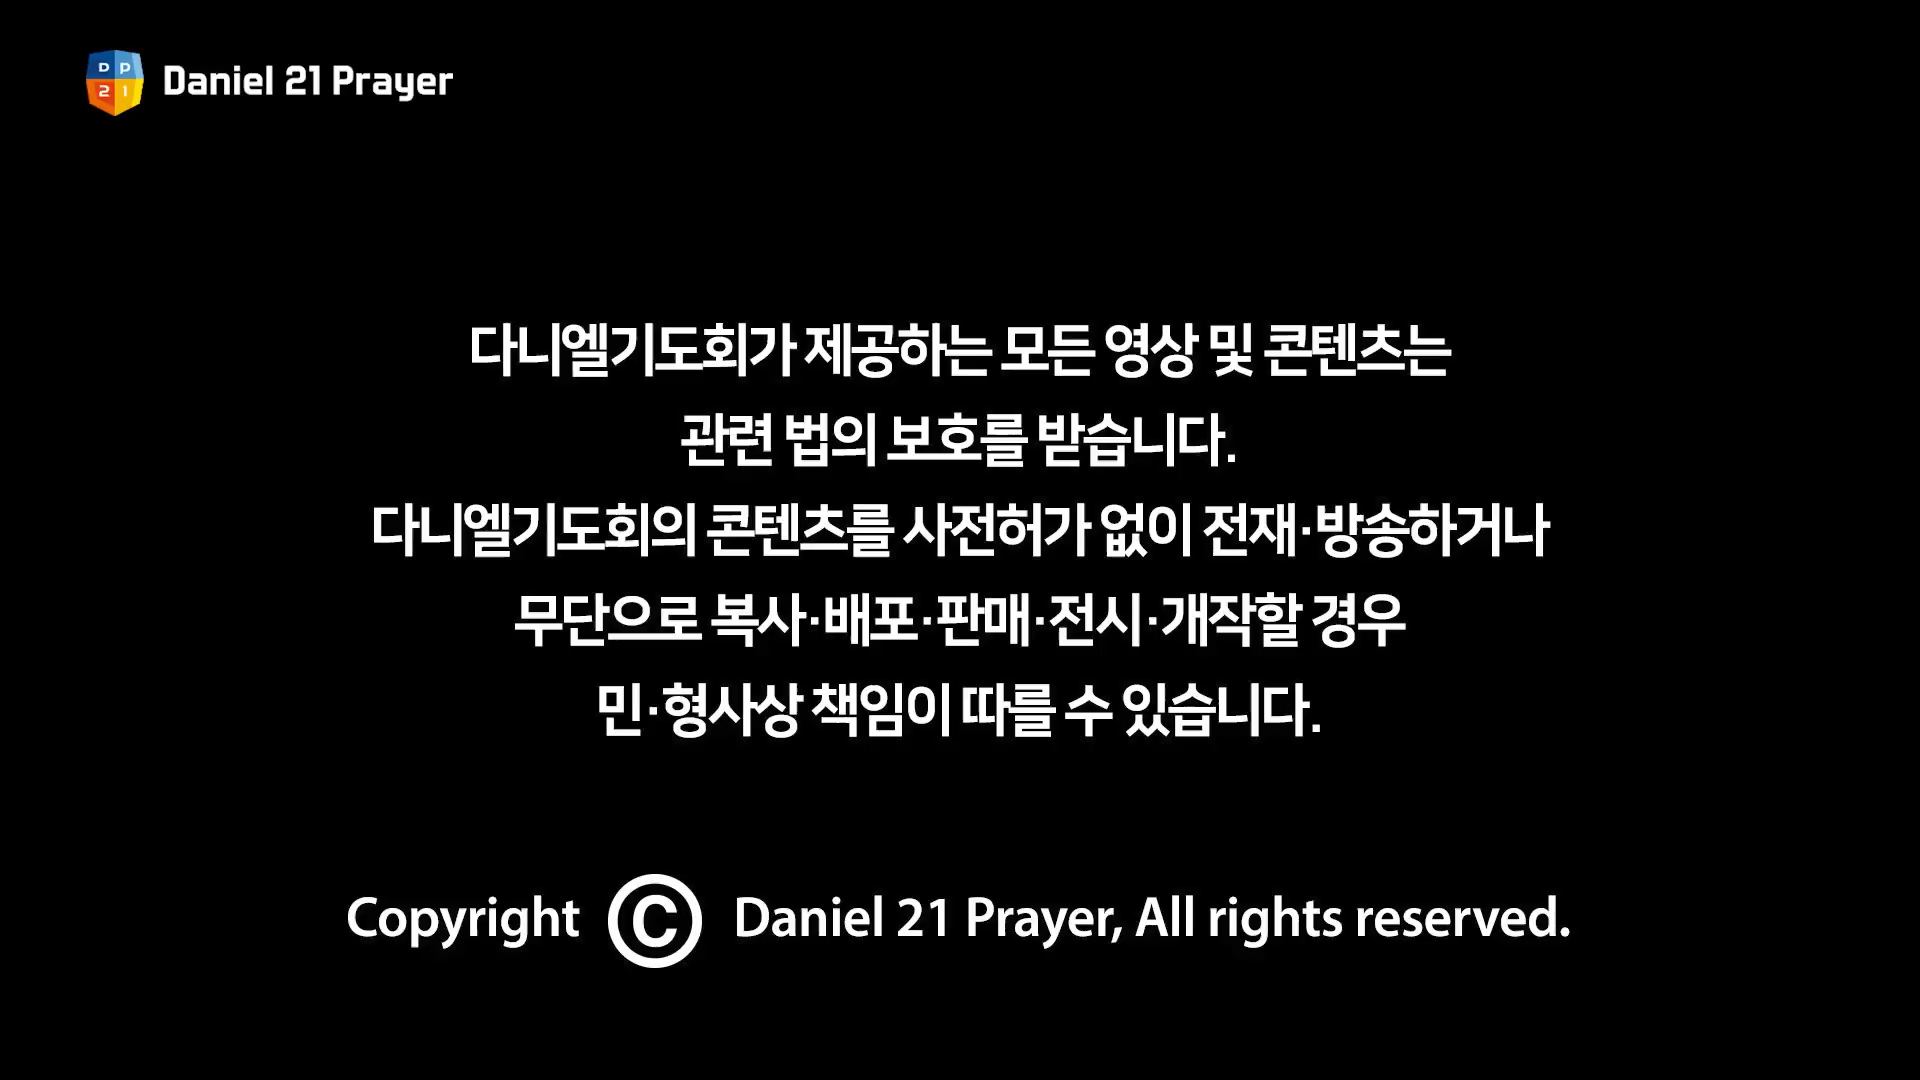 DP
21
Daniel 21 Prayer
다니엘기도회가 제공하는 모든 영상 및 콘텐츠는
관련 법의 보호를 받습니다.
다니엘기도회의 콘텐츠를 사전허가 없이 전재·방송하거나
무단으로 복사·배포·판매·전시·개작할 경우
민·형사상 책임이 따를 수 있습니다.
Copyright © Daniel 21 Prayer, All rights reserved.